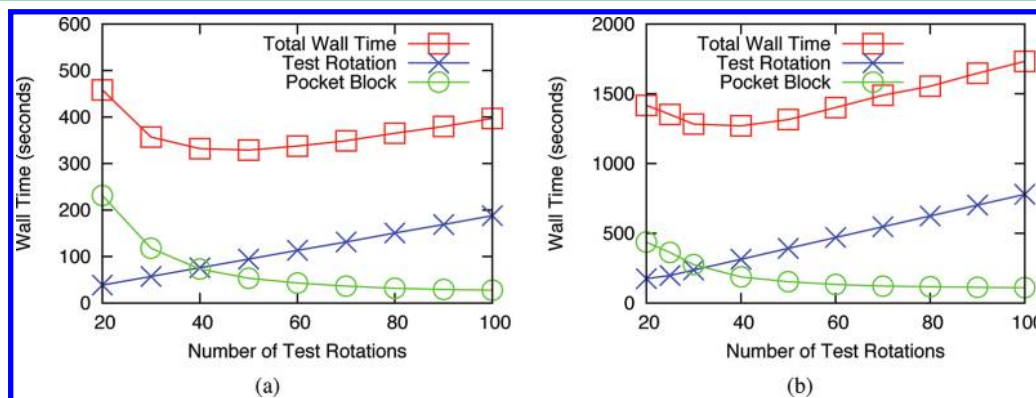 600
500
400
300
200
100
0
Wall Time (seconds)
Total Wall Time
Test Rotation
Pocket Block
20 40 60 80 100
Number of Test Rotations
(a)
2000
1500
1000
500
0
Wall Time (seconds)
Total Wall Time
Test Rotation
Pocket Block
20 40 60 80 100
Number of Test Rotations
(b)